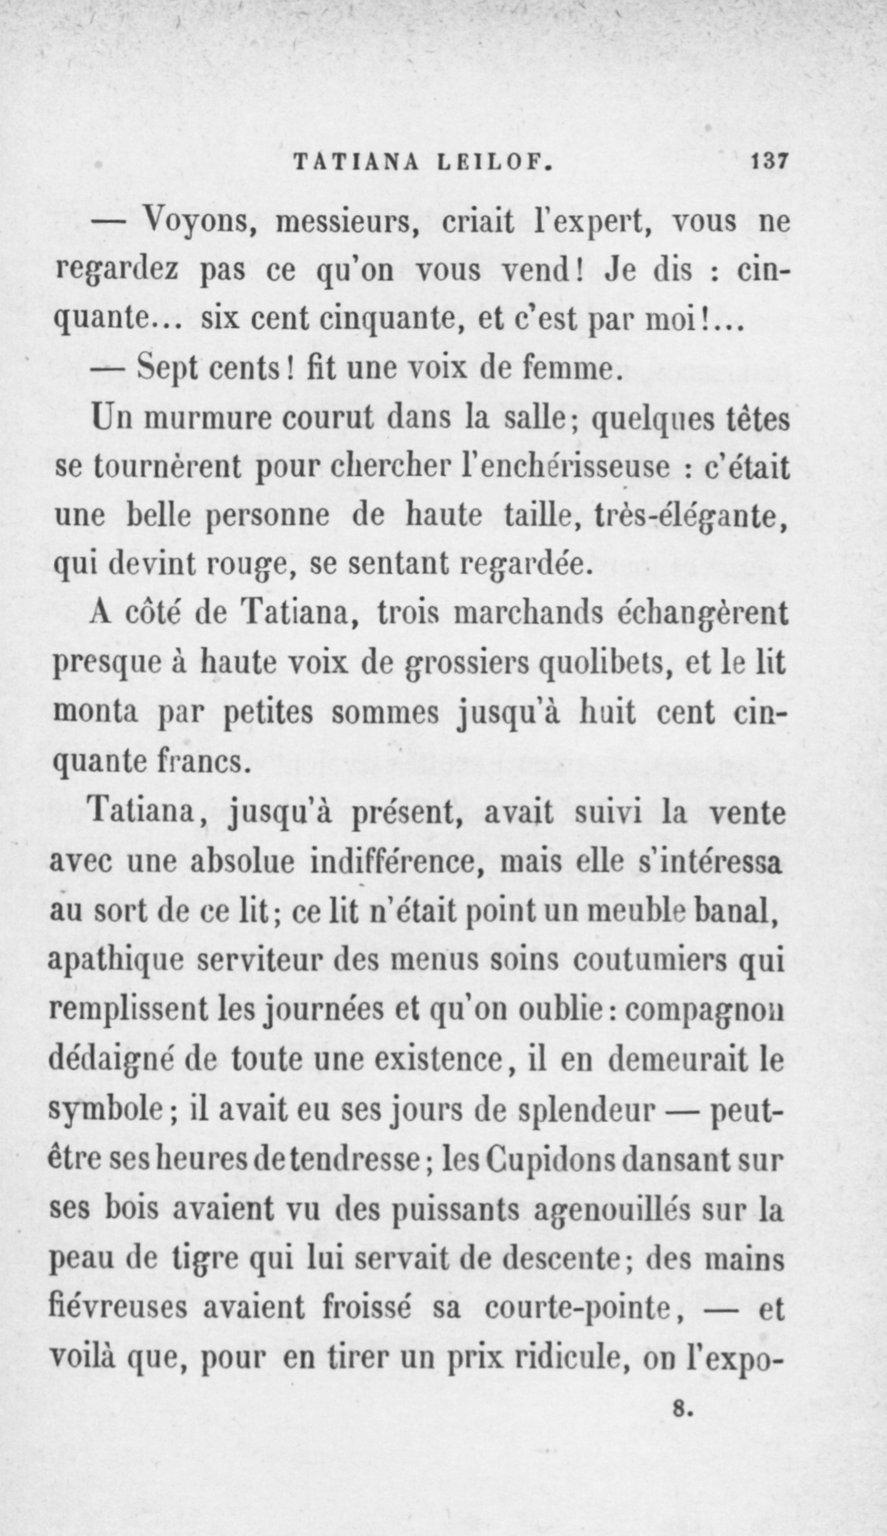 TATIANA LEILOF. 137
— Voyons, messieurs, criait l'expert, vous ne
regardez pas ce qu'on vous vend! Je dis : cin-
quante... six cent cinquante, et c'est par moi!...
— Sept cents! fit une voix de femme.
Un murmure courut dans la salle; quelques têtes
se tournèrent pour chercher l'enchérisseuse : c'était
une belle personne de haute taille, très-élégante,
qui devint rouge, se sentant regardée.
A côté de Tatiana, trois marchands échangèrent
presque à haute voix de grossiers quolibets, et le lit
monta par petites sommes jusqu'à huit cent cin-
quante francs.
Tatiana, jusqu'à présent, avait suivi la vente
avec une absolue indifférence, mais elle s'intéressa
au sort de ce lit; ce lit n'était point un meuble banal,
apathique serviteur des menus soins coutumiers qui
remplissent les journées et qu'on oublie : compagnon
dédaigné de toute une existence, il en demeurait le
symbole; il avait eu ses jours de splendeur — peut-
être ses heures de tendresse; les Cupidons dansant sur
ses bois avaient vu des puissants agenouillés sur la
peau de tigre qui lui servait de descente; des mains
fiévreuses avaient froissé sa courte-pointe, — et
voilà que, pour en tirer un prix ridicule, on l'expo-
8.